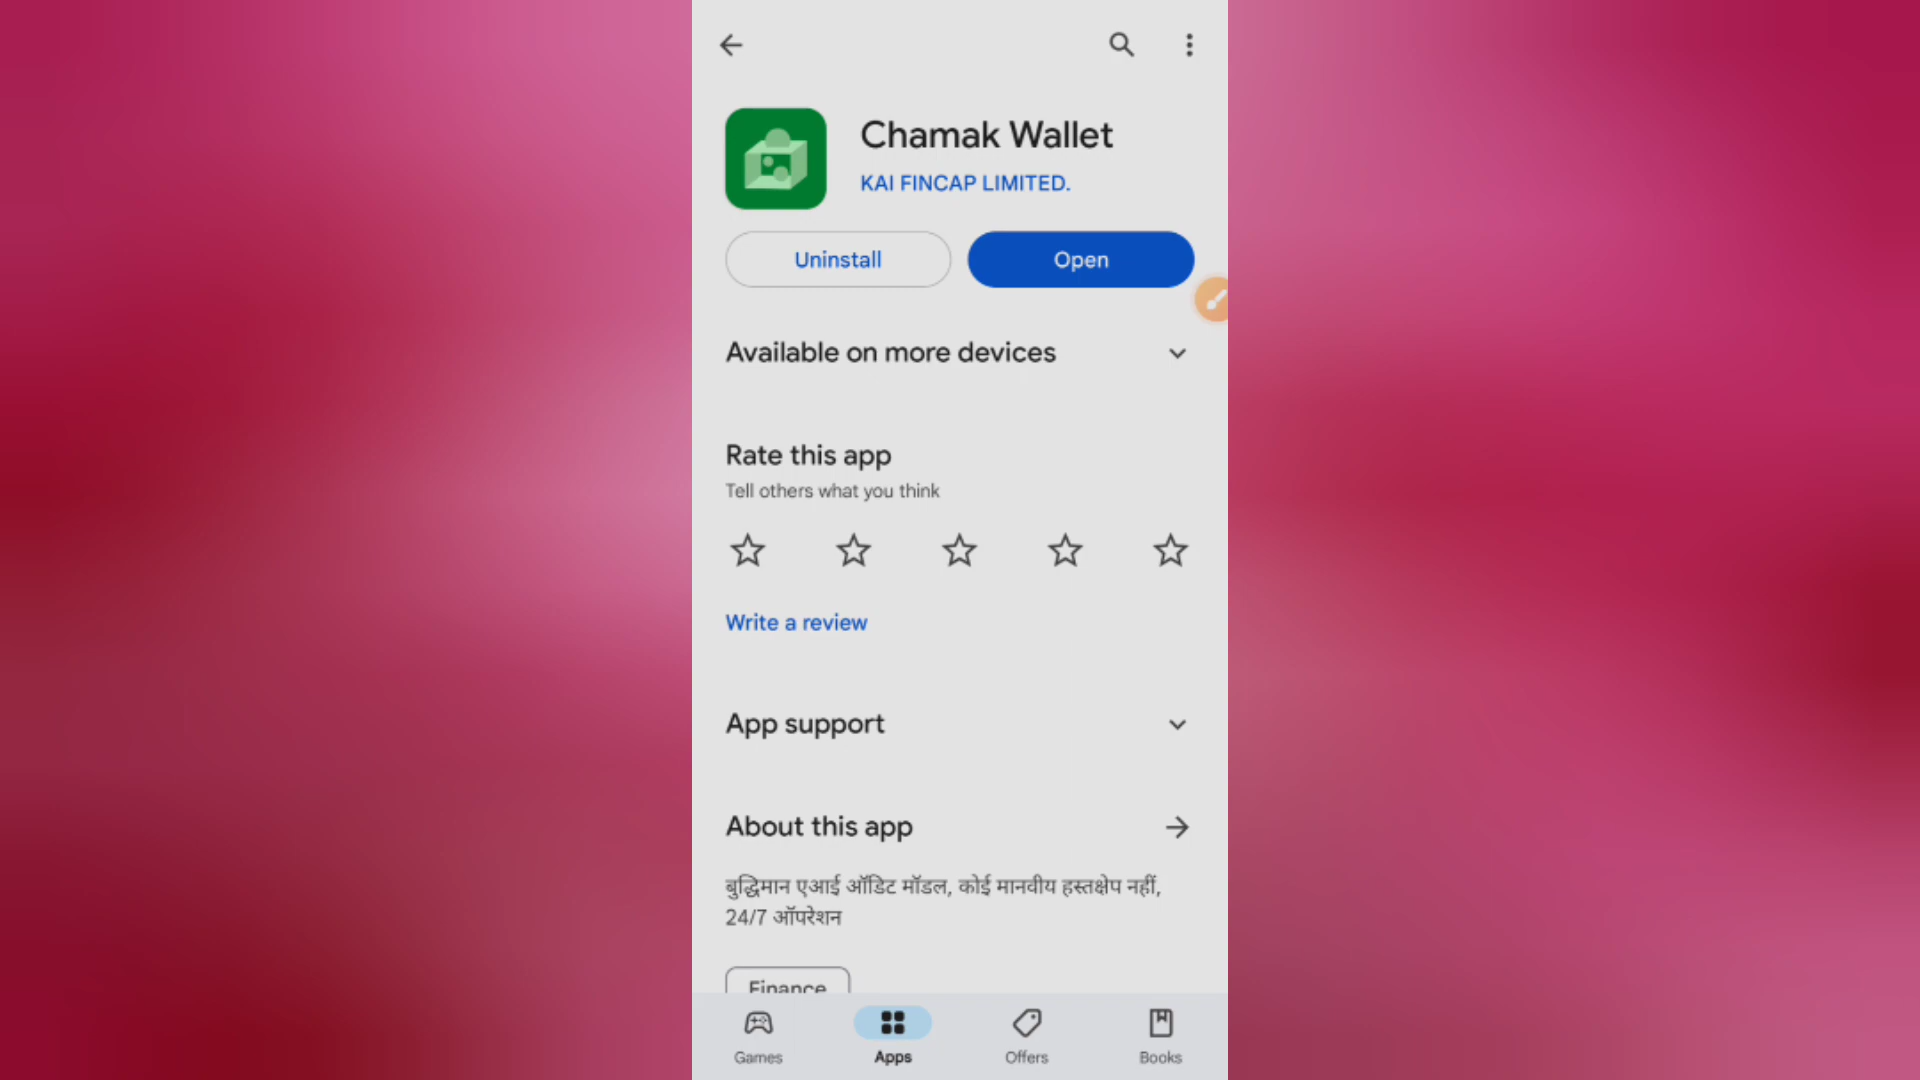 Chamak Wallet
KAI FINCAP LIMITED.
Uninstall
Open
Available on more devices
Rate this app
Tell others what you think
Write a review
App support
About this app
बुद्धिमान एआई ऑडिट मॉडल, कोई मानवीय हस्तक्षेप नहीं,
24/7 ऑपरेशन
Finance
Games
Apps
Offers
Books